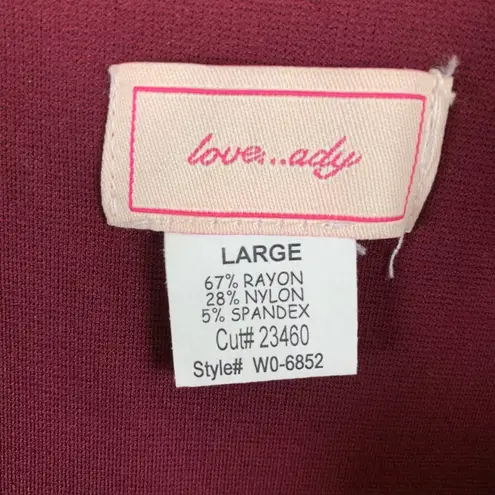 love...ady
LARGE
67% RAYON
28% NYLON
5% SPANDEX
Cut# 23460
Style# W0-6852